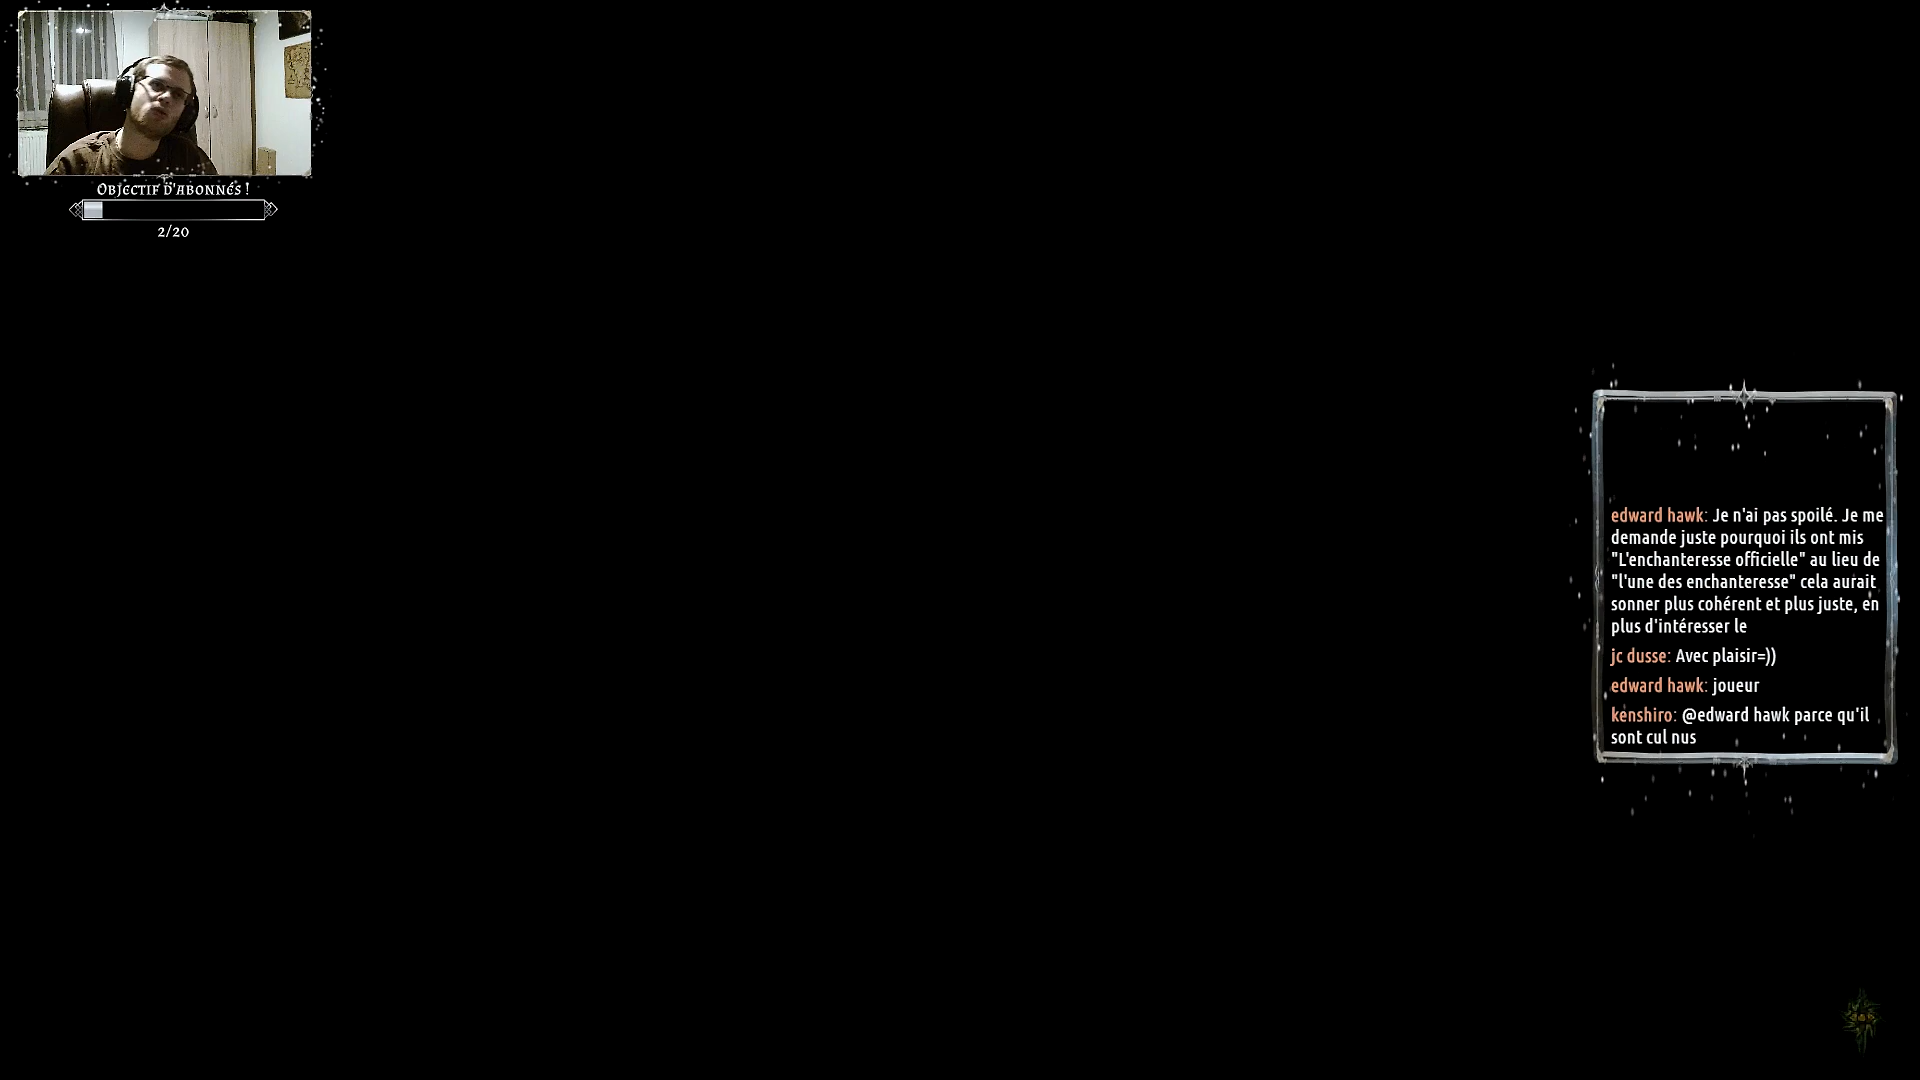 Objectif d'abonnés !
2/20
edward hawk: Je n'ai pas spoilé. Je me
demande juste pourquoi ils ont mis
"L'enchanteresse officielle" au lieu de
"l'une des enchanteresse" cela aurait
sonner plus cohérent et plus juste, en
plus d'intéresser le
jc dusse: Avec plaisir=))
edward hawk: joueur
kenshiro: @edward hawk parce qu'il
sont cul nus